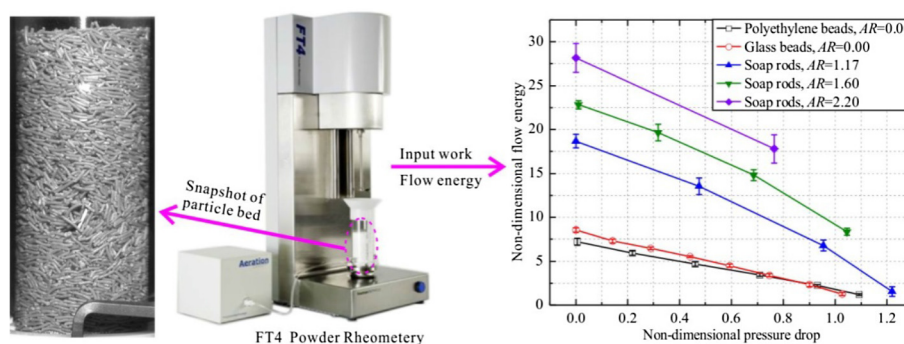 Snapshot of
particle bed
FT4
Aeration
FT4 Powder Rheometery
Input work
Flow energy
Non-dimensional flow energy
30
25
20
15
10
5
0
0.0 0.2 0.4 0.6 0.8 1.0 1.2
Non-dimensional pressure drop
Polyethylene beads, AR=0.0
Glass beads, AR=0.00
Soap rods, AR=1.17
Soap rods, AR=1.60
Soap rods, AR=2.20